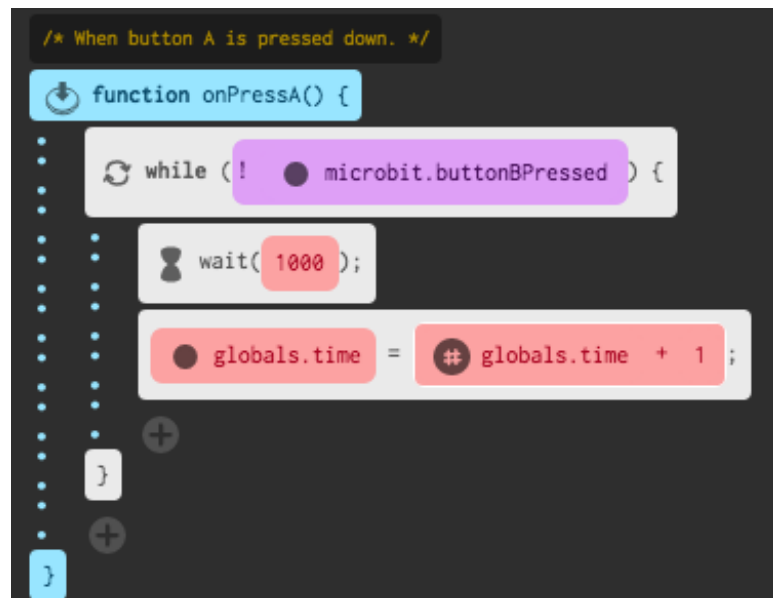 /* When button A is pressed down. */
function onPressA() {
while (! microbit.buttonBPressed) {
wait(1000);
globals.time = # globals.time + 1;
}
}